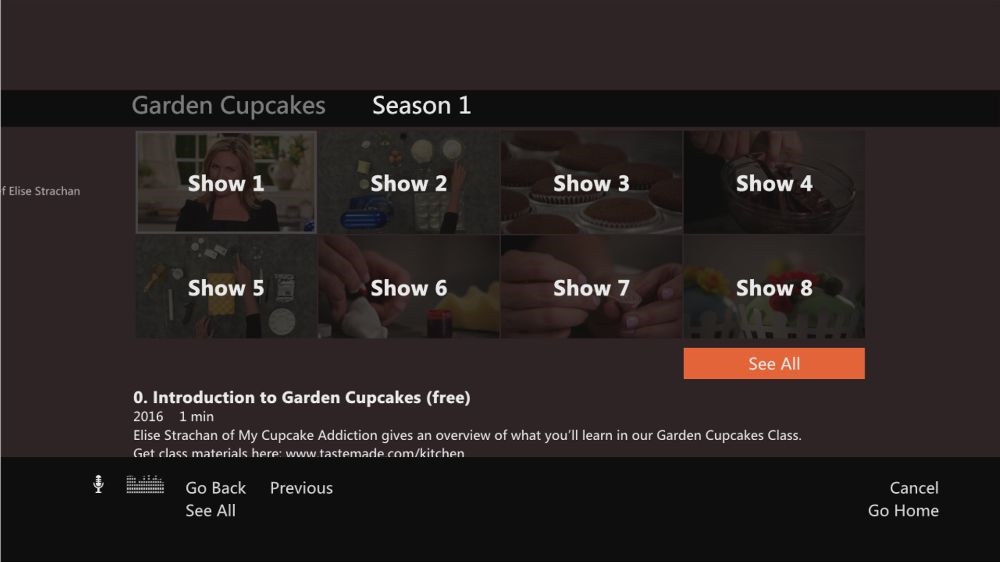 Garden Cupcakes Season 1
f Elise Strachan
Show 1 Show 2 Show 3 Show 4
Show 5 Show 6 Show 7 Show 8
See All
0. Introduction to Garden Cupcakes (free)
2016 1 min
Elise Strachan of My Cupcake Addiction gives an overview of what you'll learn in our Garden Cupcakes Class.
Get class materials here: www.tastemade.com/kitchen
Go Back Previous Cancel
See All Go Home